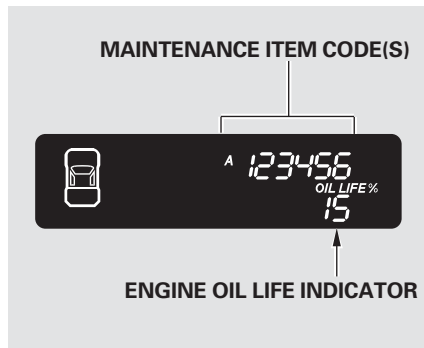 MAINTENANCE ITEM CODE(S)
A 123456
OIL LIFE %
15
ENGINE OIL LIFE INDICATOR